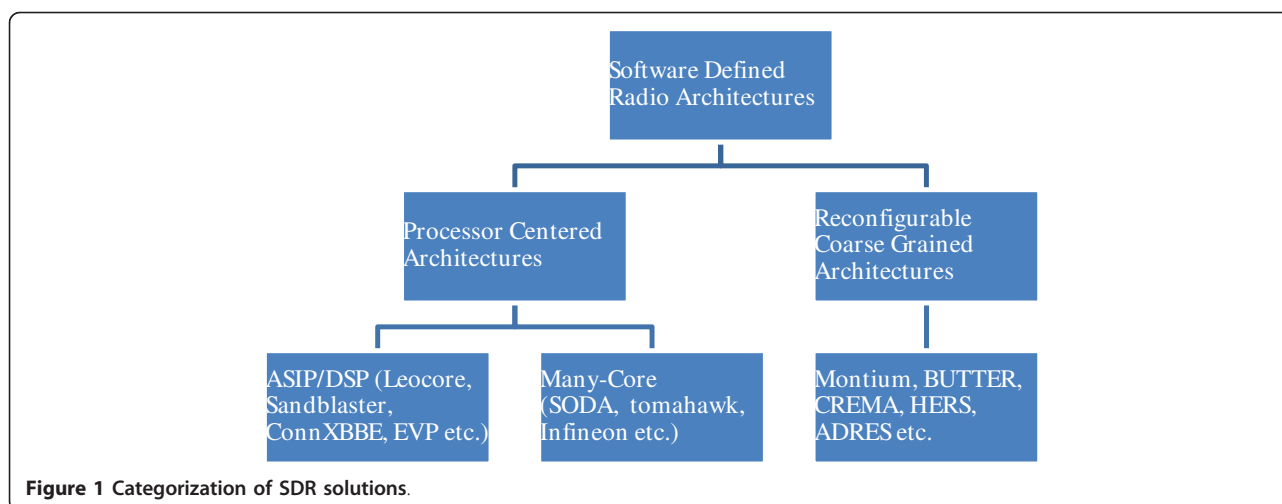 Software Defined
Radio Architectures
Processor Centered
Architectures
Reconfigurable
Coarse Grained
Architectures
ASIP/DSP (Leocore,
Sandblaster,
ConnXBBE, EVP etc.)
Many-Core
(SODA, tomahawk,
Infineon etc.)
Montium, BUTTER,
CREMA, HERS,
ADRES etc.
Figure 1 Categorization of SDR solutions.